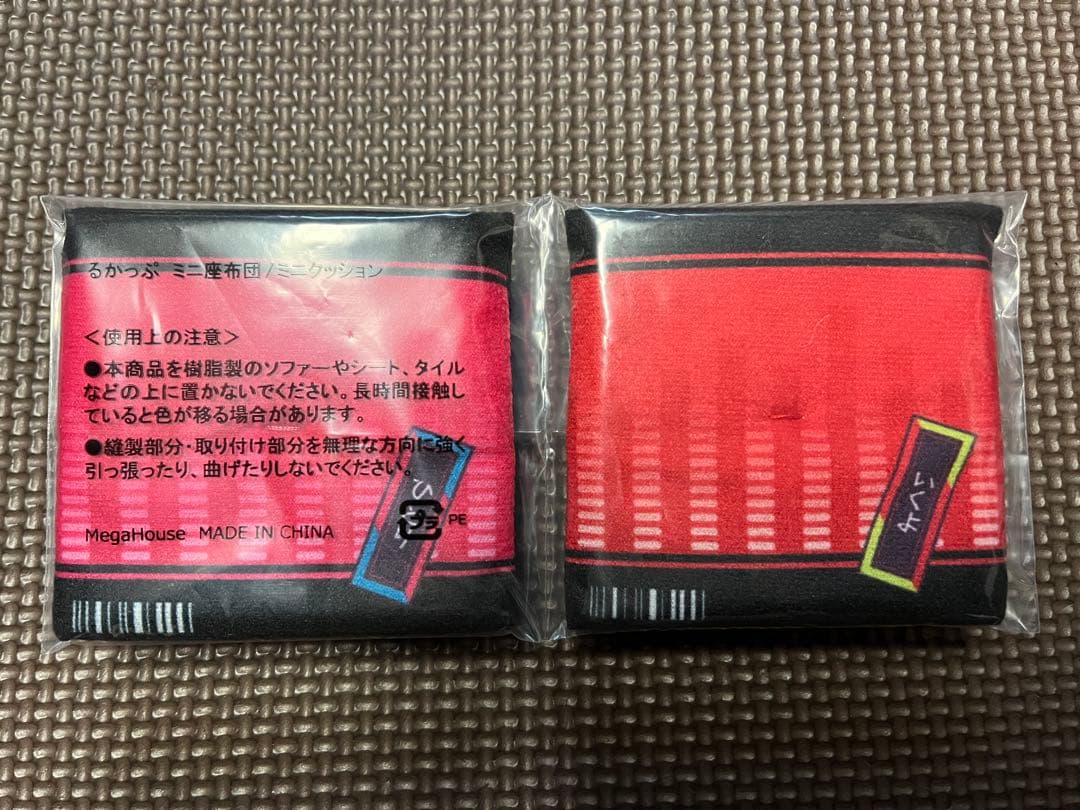 るかっぷ ミニ座布団/ミニクッション
<使用上の注意>
●本商品を樹脂製のソファーやシート、タイル
などの上に置かないでください。長時間接触し
ていると色が移る場合があります。
●縫製部分・取り付け部分を無理な方向に強く
引っ張ったり、曲げたりしないでください。
プラ PE
MegaHouse MADE IN CHINA